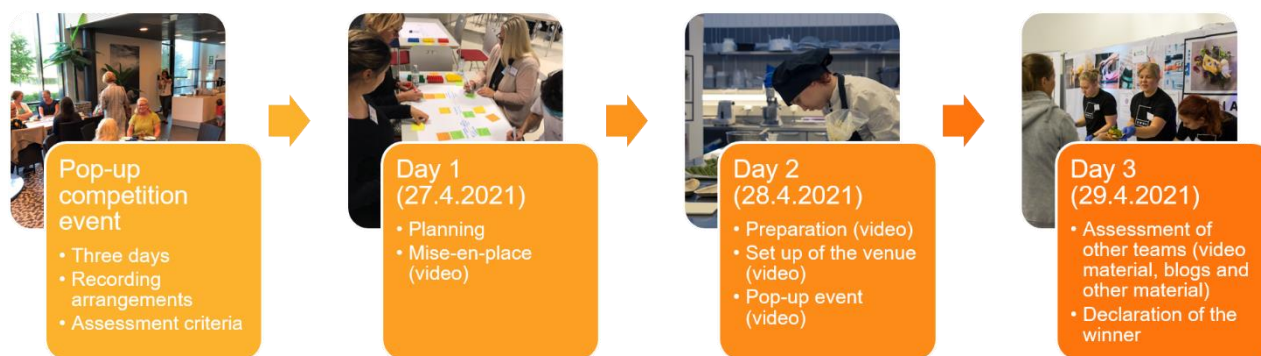 Pop-up
competition
event
• Three days
• Recording
arrangements
• Assessment criteria
Day 1
(27.4.2021)
• Planning
• Mise-en-place
(video)
Day 2
(28.4.2021)
• Preparation (video)
• Set up of the venue
(video)
• Pop-up event
(video)
Day 3
(29.4.2021)
• Assessment of
other teams (video
material, blogs and
other material)
• Declaration of the
winner